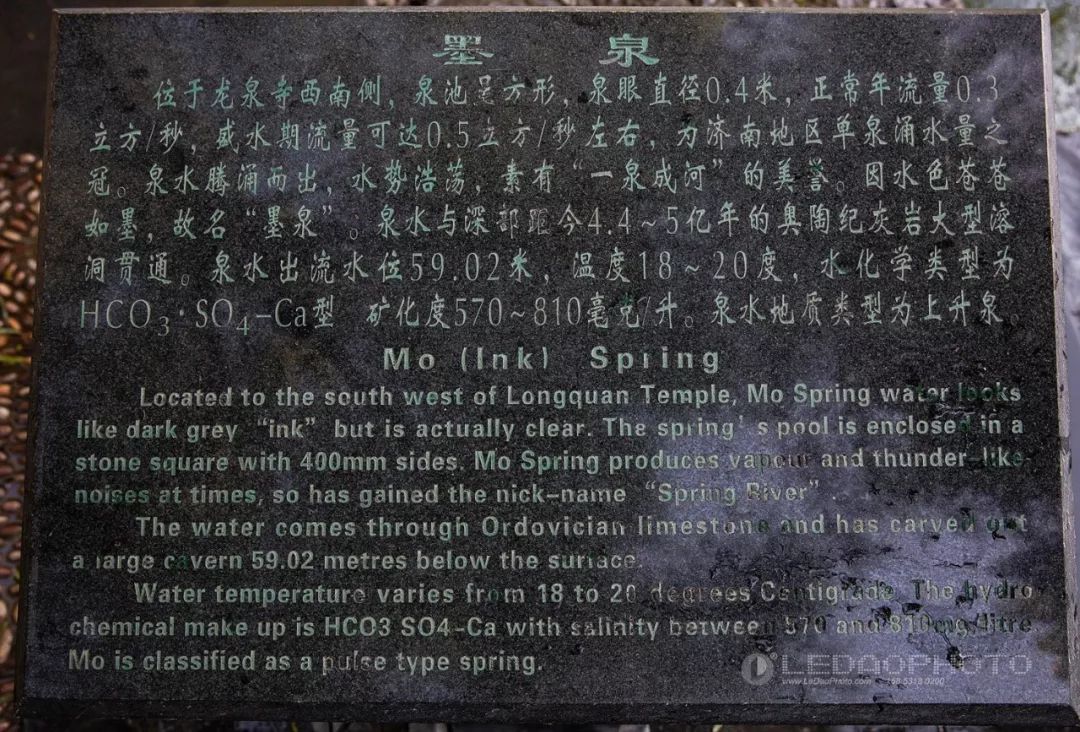 墨 泉
位于龙泉寺西南侧，泉池呈方形，泉眼直径0.4米，正常年流量0.3
立方/秒，盛水期流量可达0.5立方/秒左右，为济南地区单泉涌水量之
冠。泉水腾涌而出，水势浩荡，素有“一泉成河”的美誉。因水色苍苍
如墨，故名“墨泉”。泉水与深部距今4.4~5亿年的奥陶纪灰岩大型溶
洞贯通。泉水出流水位59.02米，温度18~20度，水化学类型为
HCO3·SO4-Ca型 矿化度570~810毫克/升。泉水地质类型为上升泉。
Mo (Ink) Spring
Located to the south west of Longquan Temple, Mo Spring water looks
like dark grey “ink” but is actually clear. The spring's pool is enclosed in a
stone square with 400mm sides. Mo Spring produces vapour and thunder-like
noises at times, so has gained the nick-name “Spring River”.
The water comes through Ordovician limestone and has carved out
a large cavern 59.02 metres below the surface.
Water temperature varies from 18 to 20 degrees Centigrade. The hydro
chemical make up is HCO3 SO4-Ca with salinity between 570 and 810mg/litre
Mo is classified as a pulse type spring.
LEDAOPHOTO
www.LeDaoPhoto.com